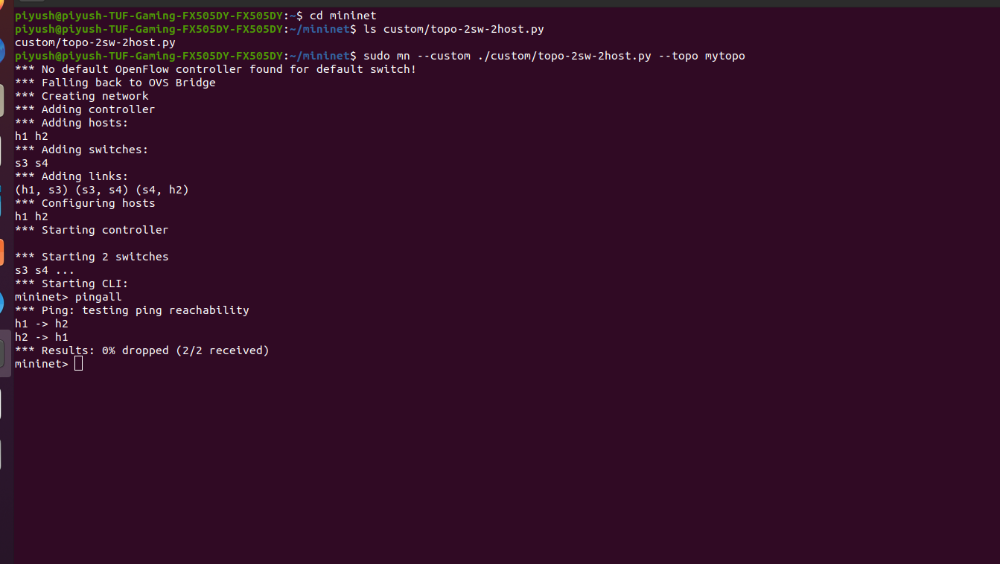 piyush@piyush-TUF-Gaming-FX505DY-FX505DY:~$ cd mininet
piyush@piyush-TUF-Gaming-FX505DY-FX505DY:~/mininet$ ls custom/topo-2sw-2host.py
custom/topo-2sw-2host.py
piyush@piyush-TUF-Gaming-FX505DY-FX505DY:~/mininet$ sudo mn --custom ./custom/topo-2sw-2host.py --topo mytopo
*** No default OpenFlow controller found for default switch!
*** Falling back to OVS Bridge
*** Creating network
*** Adding controller
*** Adding hosts:
h1 h2
*** Adding switches:
s3 s4
*** Adding links:
(h1, s3) (s3, s4) (s4, h2)
*** Configuring hosts
h1 h2
*** Starting controller

*** Starting 2 switches
s3 s4 ...
*** Starting CLI:
mininet> pingall
*** Ping: testing ping reachability
h1 -> h2
h2 -> h1
*** Results: 0% dropped (2/2 received)
mininet>